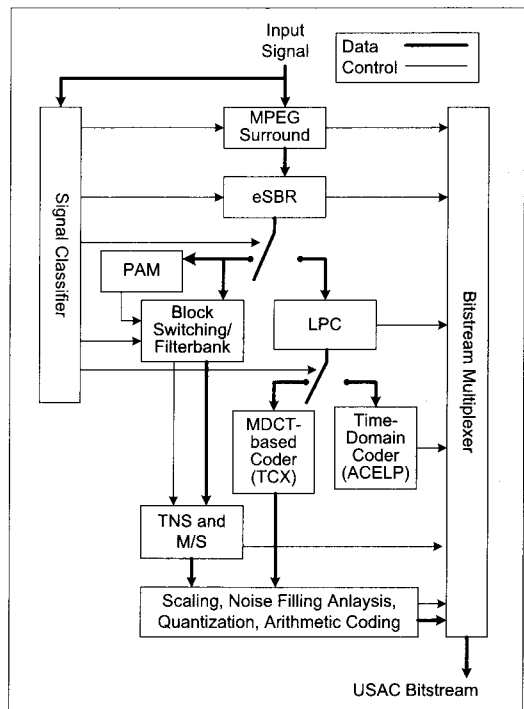 Input
Signal
Data
Control
MPEG
Surround
eSBR
Signal Classifier
PAM
Block
Switching/
Filterbank
LPC
Bitstream Multiplexer
MDCT-
based
Coder
(TCX)
Time-
Domain
Coder
(ACELP)
TNS and
M/S
Scaling, Noise Filling Anlaysis,
Quantization, Arithmetic Coding
USAC Bitstream